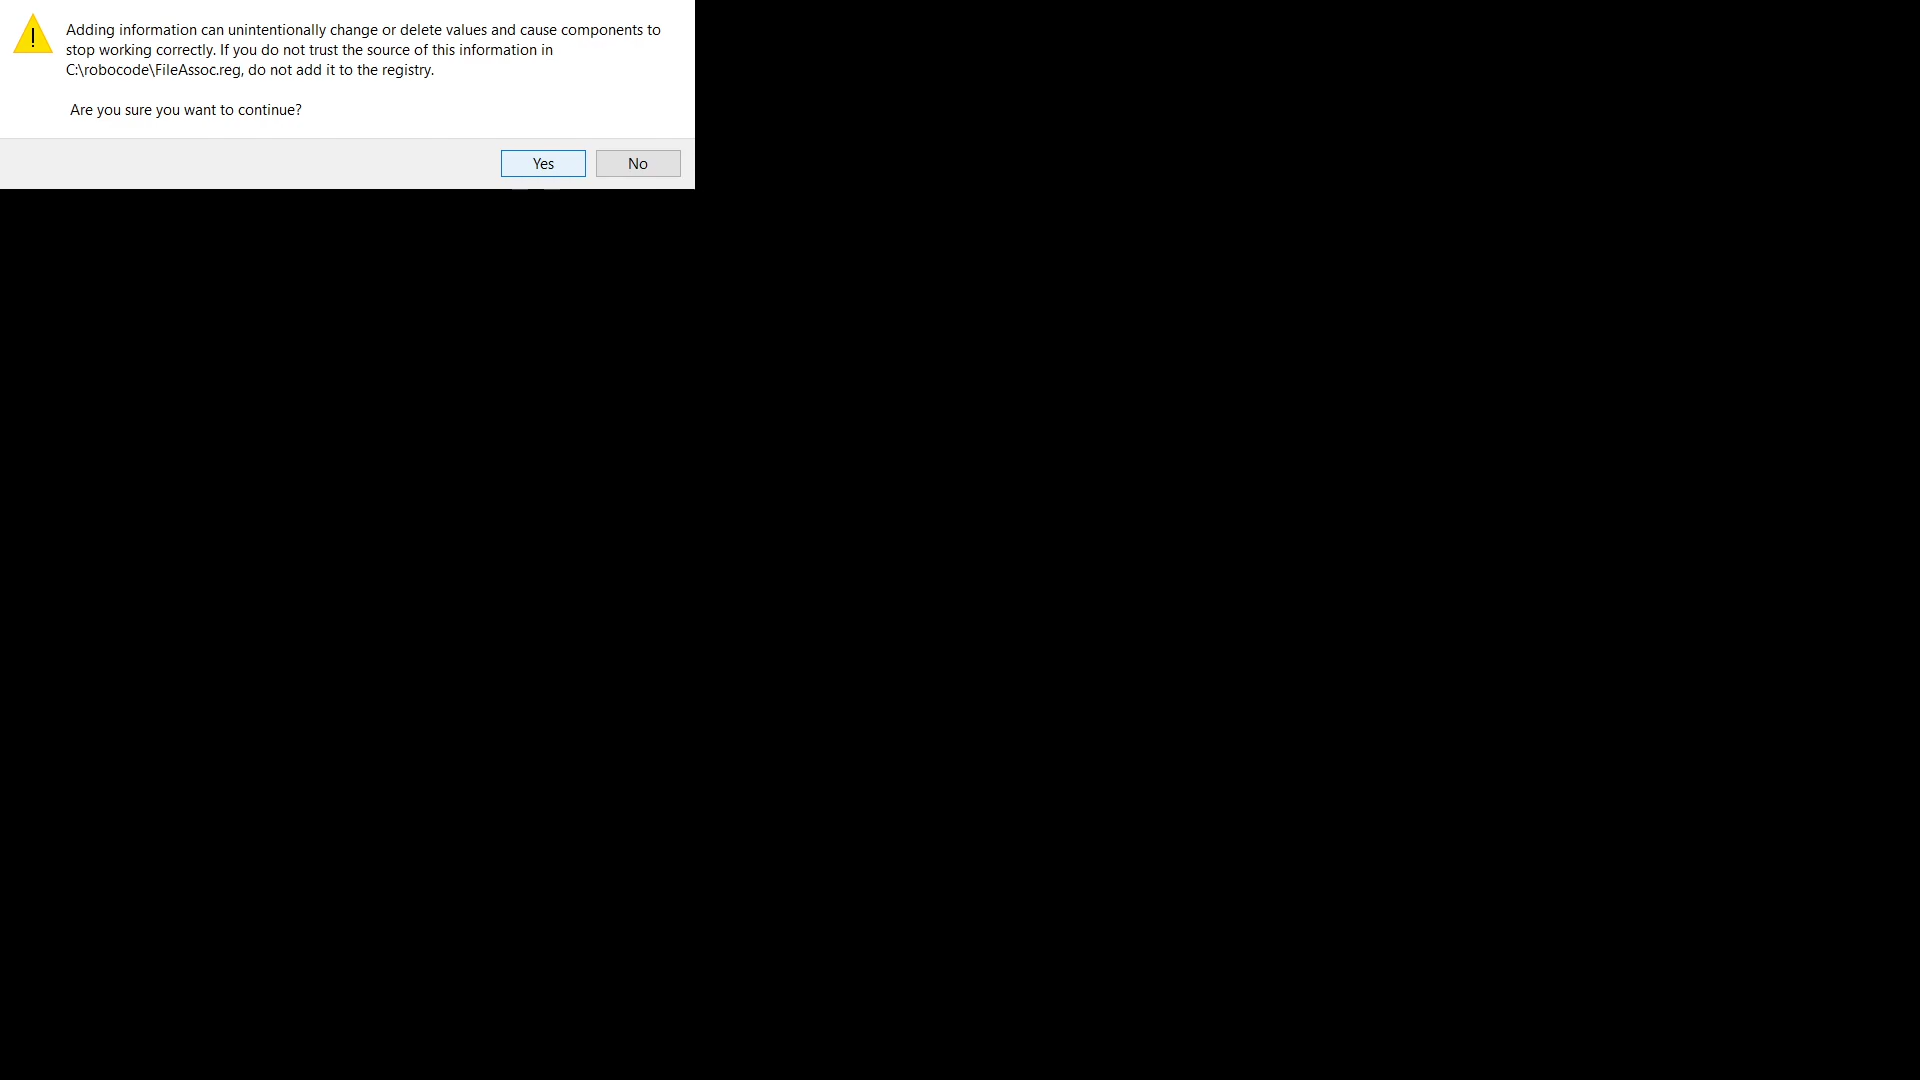 Adding information can unintentionally change or delete values and cause components to
stop working correctly. If you do not trust the source of this information in
C:\robocode\FileAssoc.reg, do not add it to the registry.
Are you sure you want to continue?
Yes
No